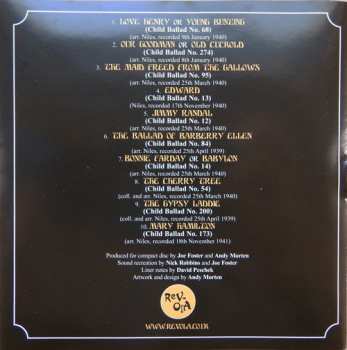 1. LOVE HENRY OR YOUNG HUNTING
(Child Ballad No. 68)
(arr. Niles, recorded 9th January 1940)
2. OUR GOODMAN OR OLD CUCKOLD
(Child Ballad No. 274)
(arr. Niles, recorded 8th January 1940)
3. THE MAID FREED FROM THE GALLOWS
(Child Ballad No. 95)
(arr. Niles, recorded 25th March 1940)
4. EDWARD
(Child Ballad No. 13)
(Niles, recorded 17th November 1940)
5. JIMMY RANDAL
(Child Ballad No. 12)
(arr. Niles, recorded 25th March 1940)
6. THE BALLAD OF BARBERRY ELLEN
(Child Ballad No. 84)
(arr. Niles, recorded 25th April 1939)
7. BONNIE FARDAY OR BABYLON
(Child Ballad No. 14)
(arr. Niles, recorded 25th March 1940)
8. THE CHERRY TREE
(Child Ballad No. 54)
(coll. and arr. Niles, recorded 25th March 1940)
9. THE GYPSY LADDIE
(Child Ballad No. 200)
(coll. and arr. Niles, recorded 25th April 1939)
10. MARY HAMILTON
(Child Ballad No. 173)
(arr. Niles, recorded 18th November 1941)
Produced for compact disc by Joe Foster and Andy Morten
Sound recreation by Nick Robbins and Joe Foster
Liner notes by David Peschek
Artwork and design by Andy Morten
REV-OLA
WWW.REVOLA.CO.UK